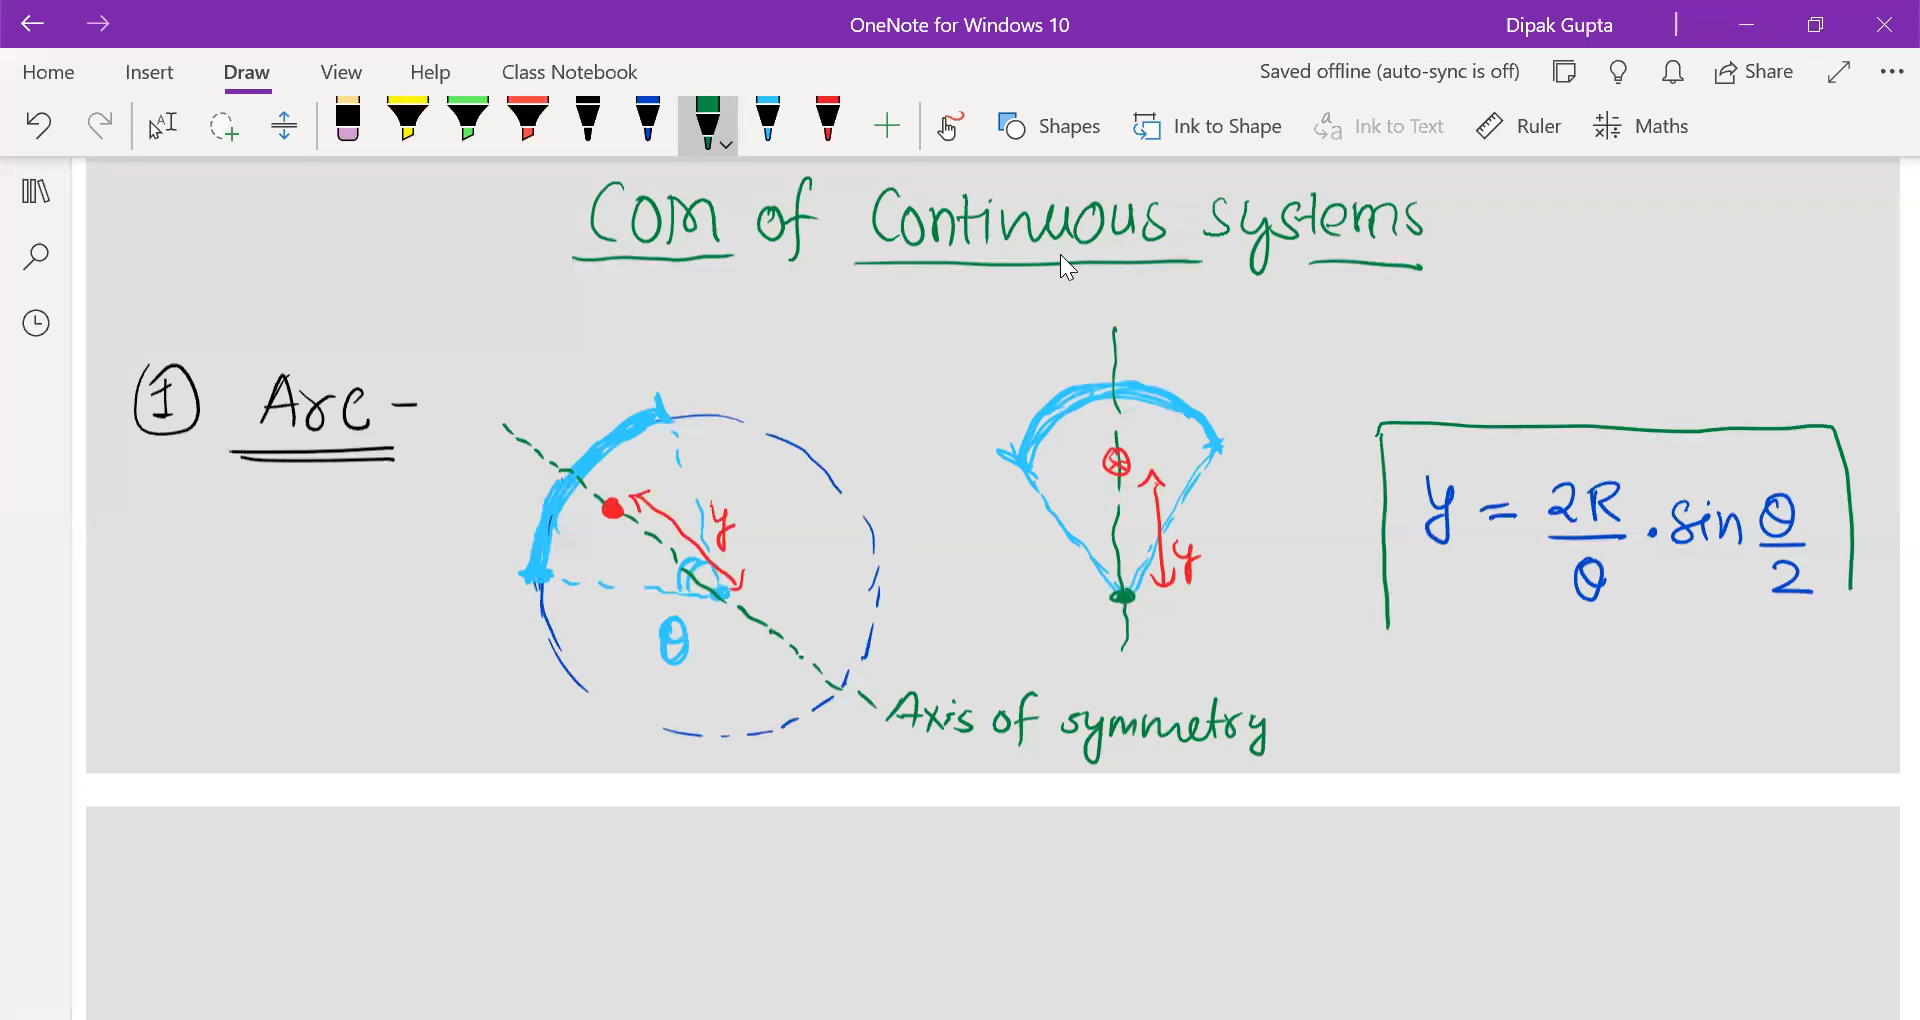 OneNote for Windows 10
Dipak Gupta
Home Insert Draw View Help Class Notebook
Saved offline (auto-sync is off) Share
Shapes Ink to Shape Ink to Text Ruler Maths
COM of Continuous systems
① Arc -
y
θ
y
y = 2R/θ . sin θ/2
Axis of symmetry